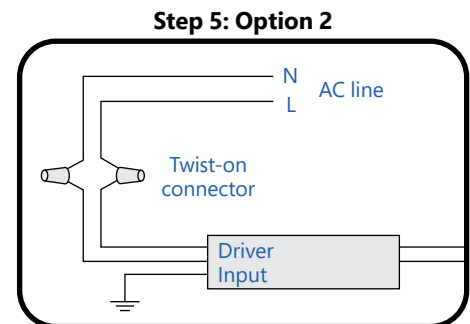 Step 5: Option 2
N
AC line
L
Twist-on
connector
Driver
Input